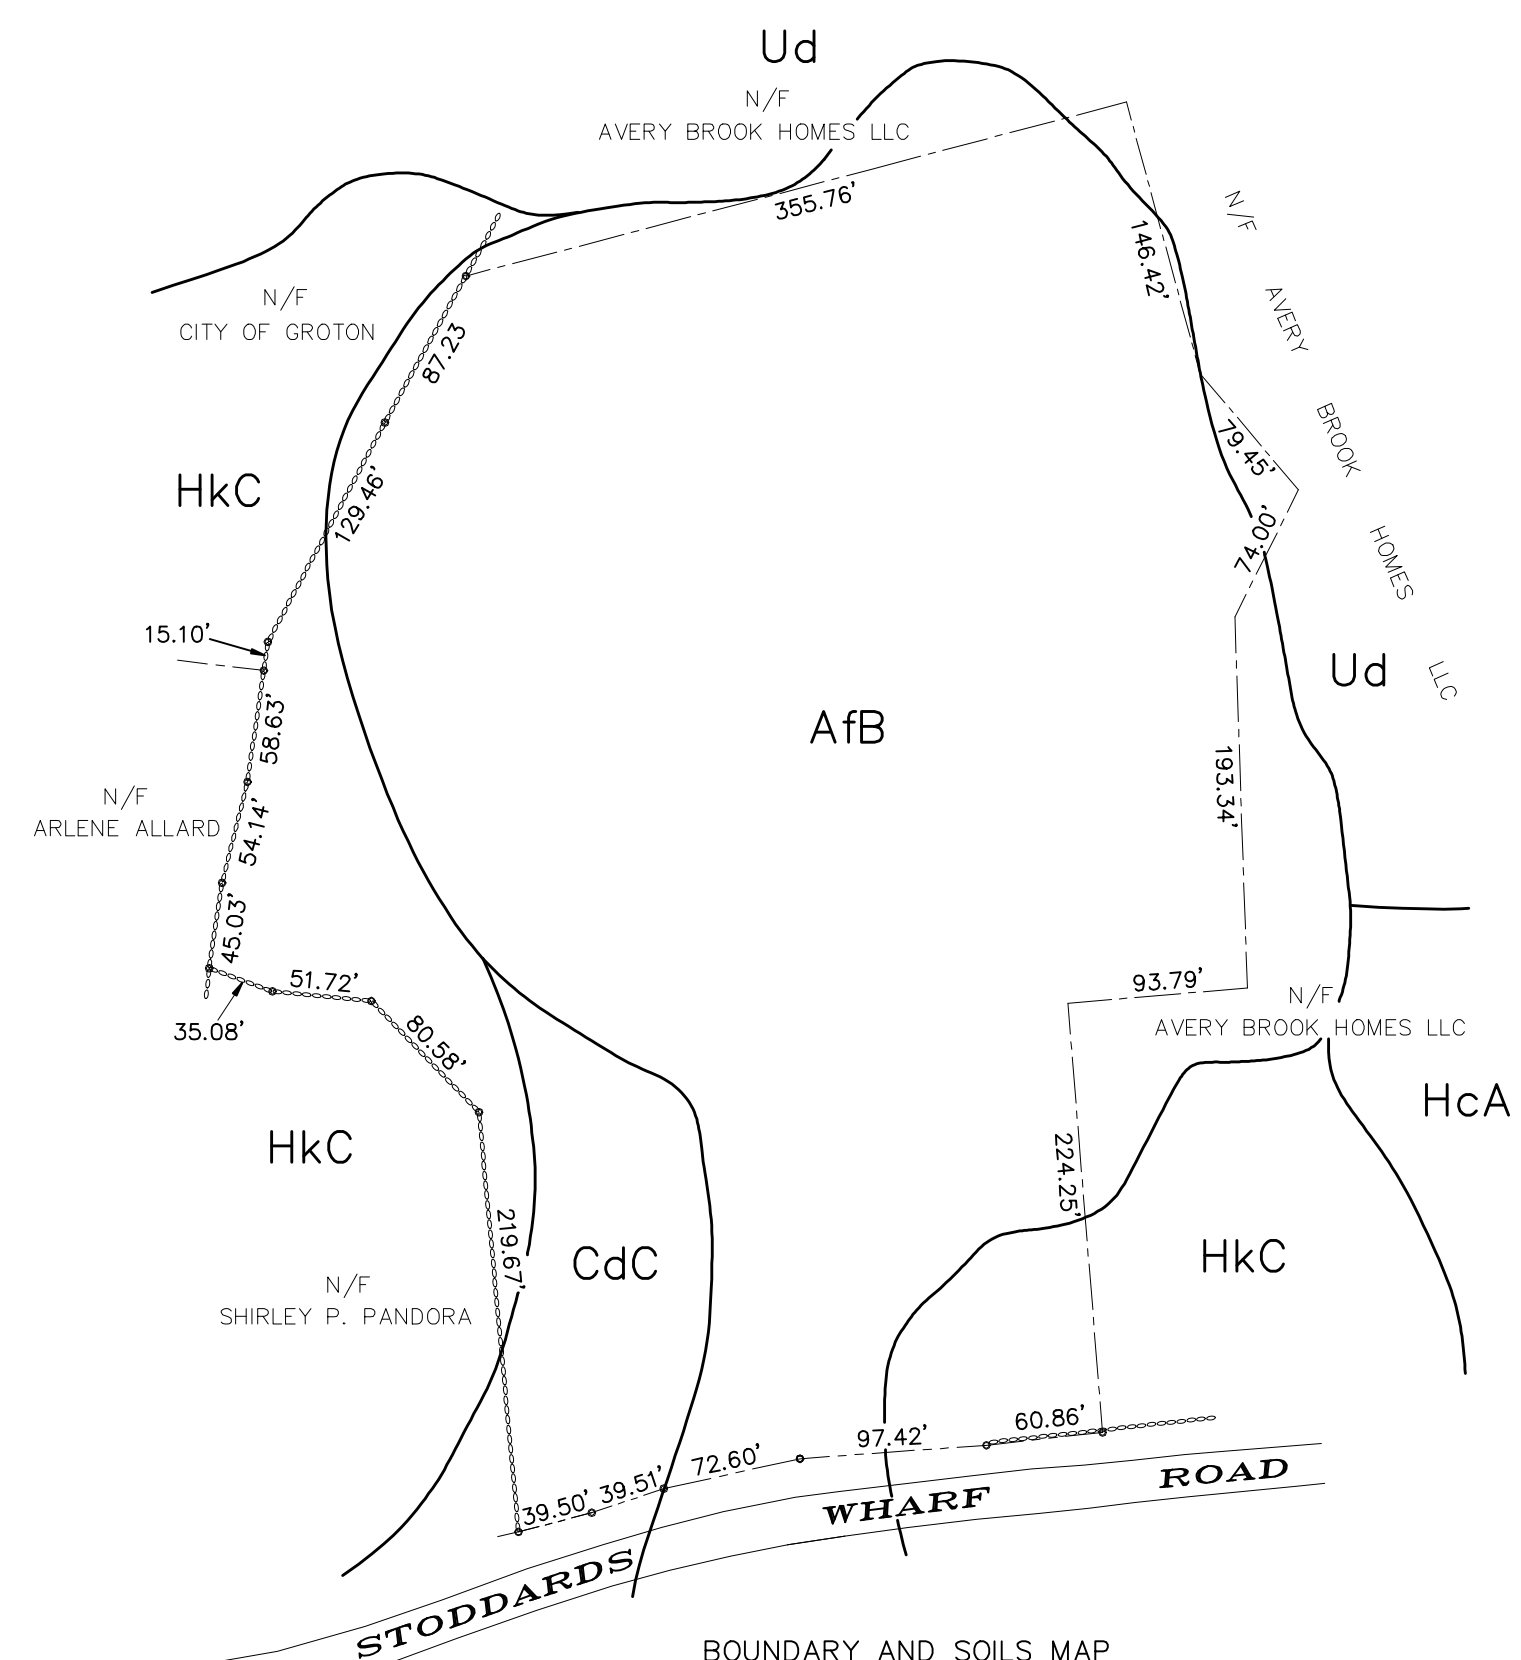 Ud
N/F
AVERY BROOK HOMES LLC
355.76'
146.42'
N/F AVERY BROOK HOMES LLC
N/F
CITY OF GROTON
87.23
79.45'
HkC
129.46'
74.00'
15.10'
Ud
58.63'
AfB
193.34'
N/F
ARLENE ALLARD
54.14'
45.03'
51.72'
93.79'
N/F
AVERY BROOK HOMES LLC
35.08'
80.58'
HcA
HkC
224.25'
219.67'
CdC
HkC
N/F
SHIRLEY P. PANDORA
60.86'
97.42'
72.60'
39.51'
39.50'
STODDARDS WHARF ROAD
BOUNDARY AND SOILS MAP